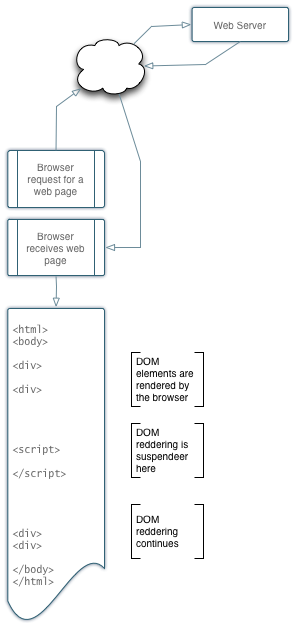 Web Server
Browser
request for a
web page
Browser
receives web
page
<html>
<body>
<div>
<div>
<script>
</script>
<div>
<div>
</body>
</html>
DOM
elements are
rendered by
the browser
DOM
reddering is
suspendeer
here
DOM
reddering
continues